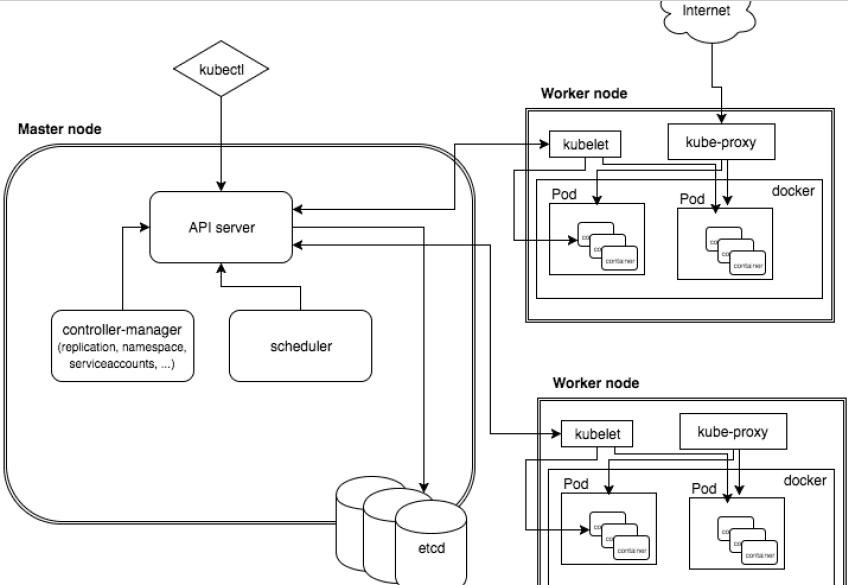 Internet
kubectl
Worker node
Master node
kubelet
kube-proxy
docker
Pod
Pod
API server
container
container
controller-manager
(replication, namespace,
serviceaccounts, ...)
scheduler
Worker node
kubelet
kube-proxy
docker
Pod
Pod
container
container
etcd